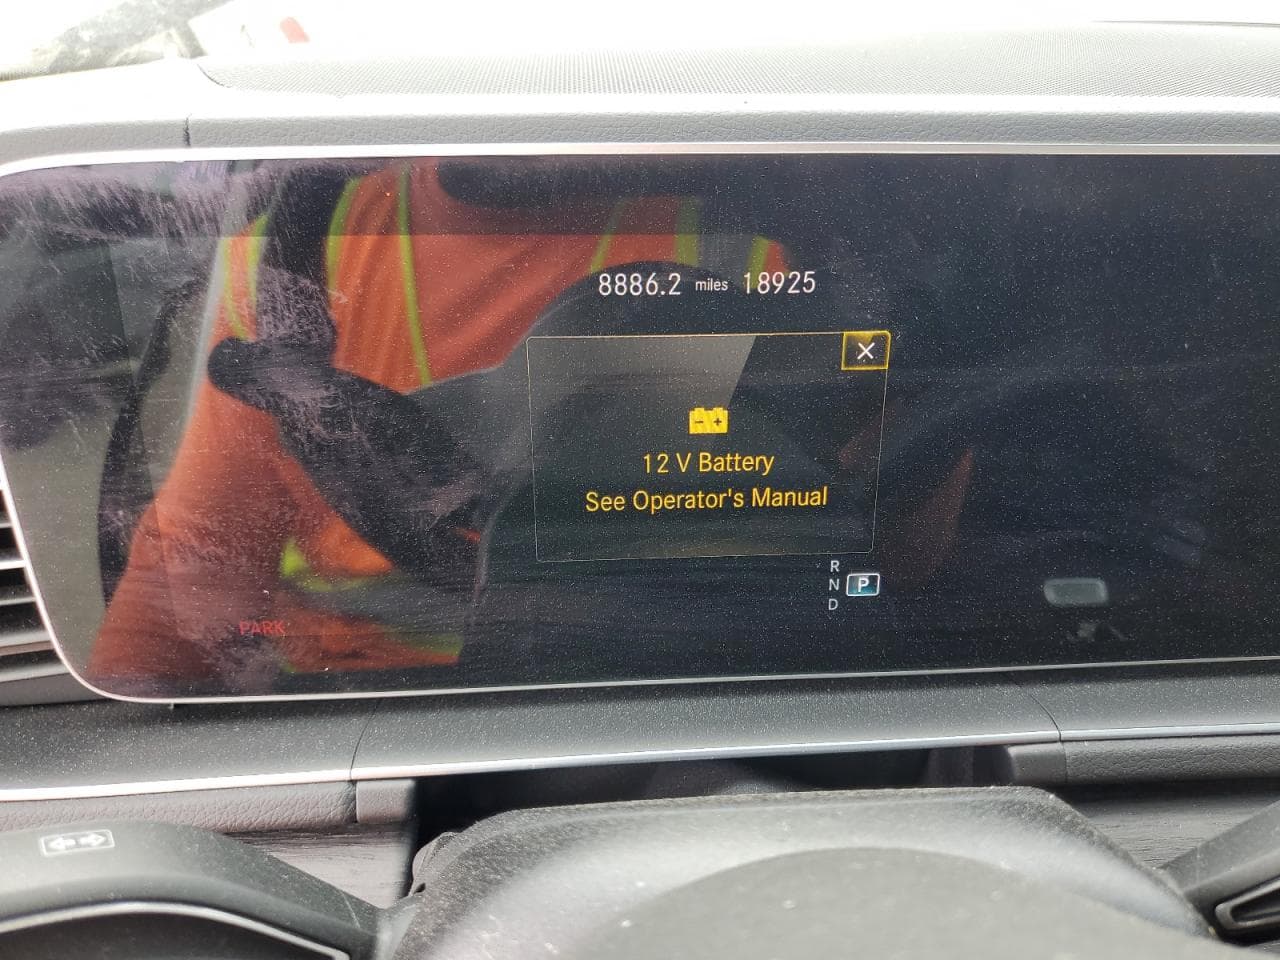 8886.2 miles 18925
X
- +
12 V Battery
See Operator's Manual
R
N P
D
PARK